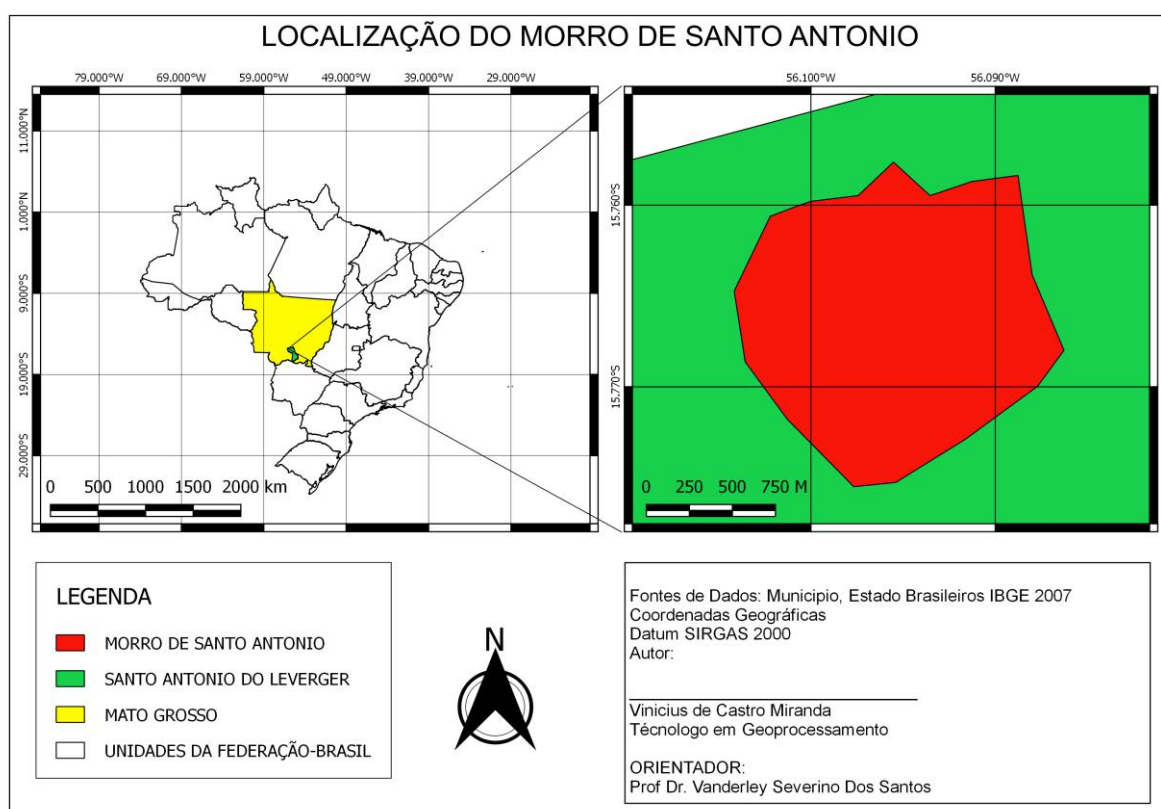 LOCALIZAÇÃO DO MORRO DE SANTO ANTONIO
79.000°W 69.000°W 59.000°W 49.000°W 39.000°W 29.000°W
11.000°N
1.000°N
9.000°S
19.000°S
29.000°S
0 500 1000 1500 2000 km
56.100°W 56.090°W
15.760°S
15.770°S
0 250 500 750 M
LEGENDA
MORRO DE SANTO ANTONIO
SANTO ANTONIO DO LEVERGER
MATO GROSSO
UNIDADES DA FEDERAÇÃO-BRASIL
N
Fontes de Dados: Municipio, Estado Brasileiros IBGE 2007
Coordenadas Geográficas
Datum SIRGAS 2000
Autor:
Vinicius de Castro Miranda
Técnologo em Geoprocessamento
ORIENTADOR:
Prof Dr. Vanderley Severino Dos Santos